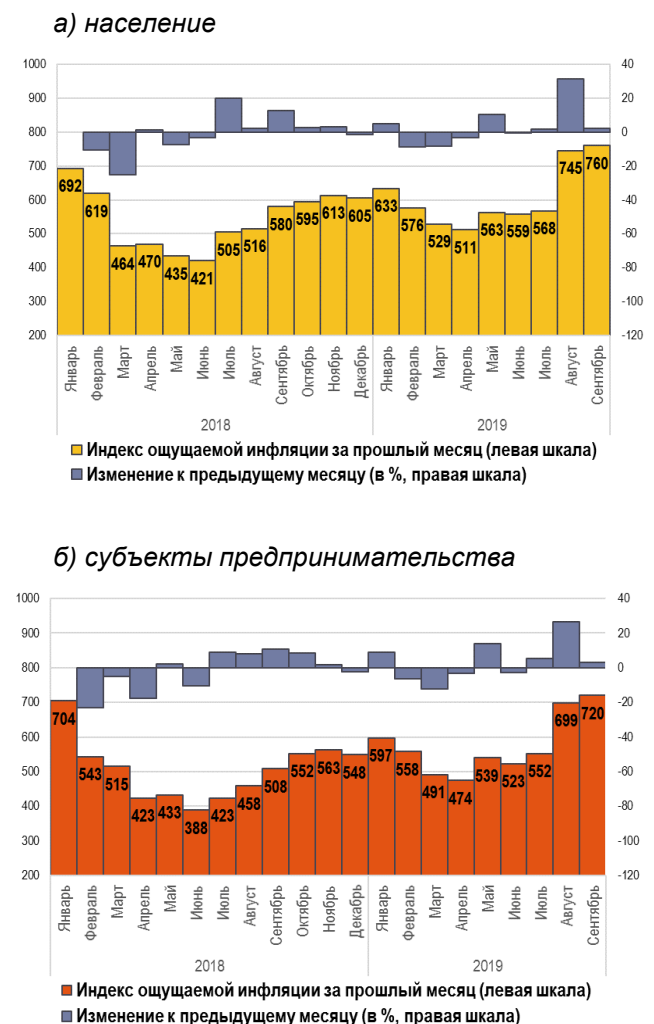 а) население
1000
900
800
700
600
500
400
300
200
40
20
0
-20
-40
-60
-80
-100
-120
692
619
464
470
435
421
505
516
580
595
613
605
633
576
529
511
563
559
568
745
760
Январь
Февраль
Март
Апрель
Май
Июнь
Июль
Август
Сентябрь
Октябрь
Ноябрь
Декабрь
Январь
Февраль
Март
Апрель
Май
Июнь
Июль
Август
Сентябрь
2018
2019
Индекс ощущаемой инфляции за прошлый месяц (левая шкала)
Изменение к предыдущему месяцу (в %, правая шкала)
б) субъекты предпринимательства
1000
900
800
700
600
500
400
300
200
40
20
0
-20
-40
-60
-80
-100
-120
704
543
515
423
433
388
423
458
508
552
563
548
597
558
491
474
539
523
552
699
720
Январь
Февраль
Март
Апрель
Май
Июнь
Июль
Август
Сентябрь
Октябрь
Ноябрь
Декабрь
Январь
Февраль
Март
Апрель
Май
Июнь
Июль
Август
Сентябрь
2018
2019
Индекс ощущаемой инфляции за прошлый месяц (левая шкала)
Изменение к предыдущему месяцу (в %, правая шкала)